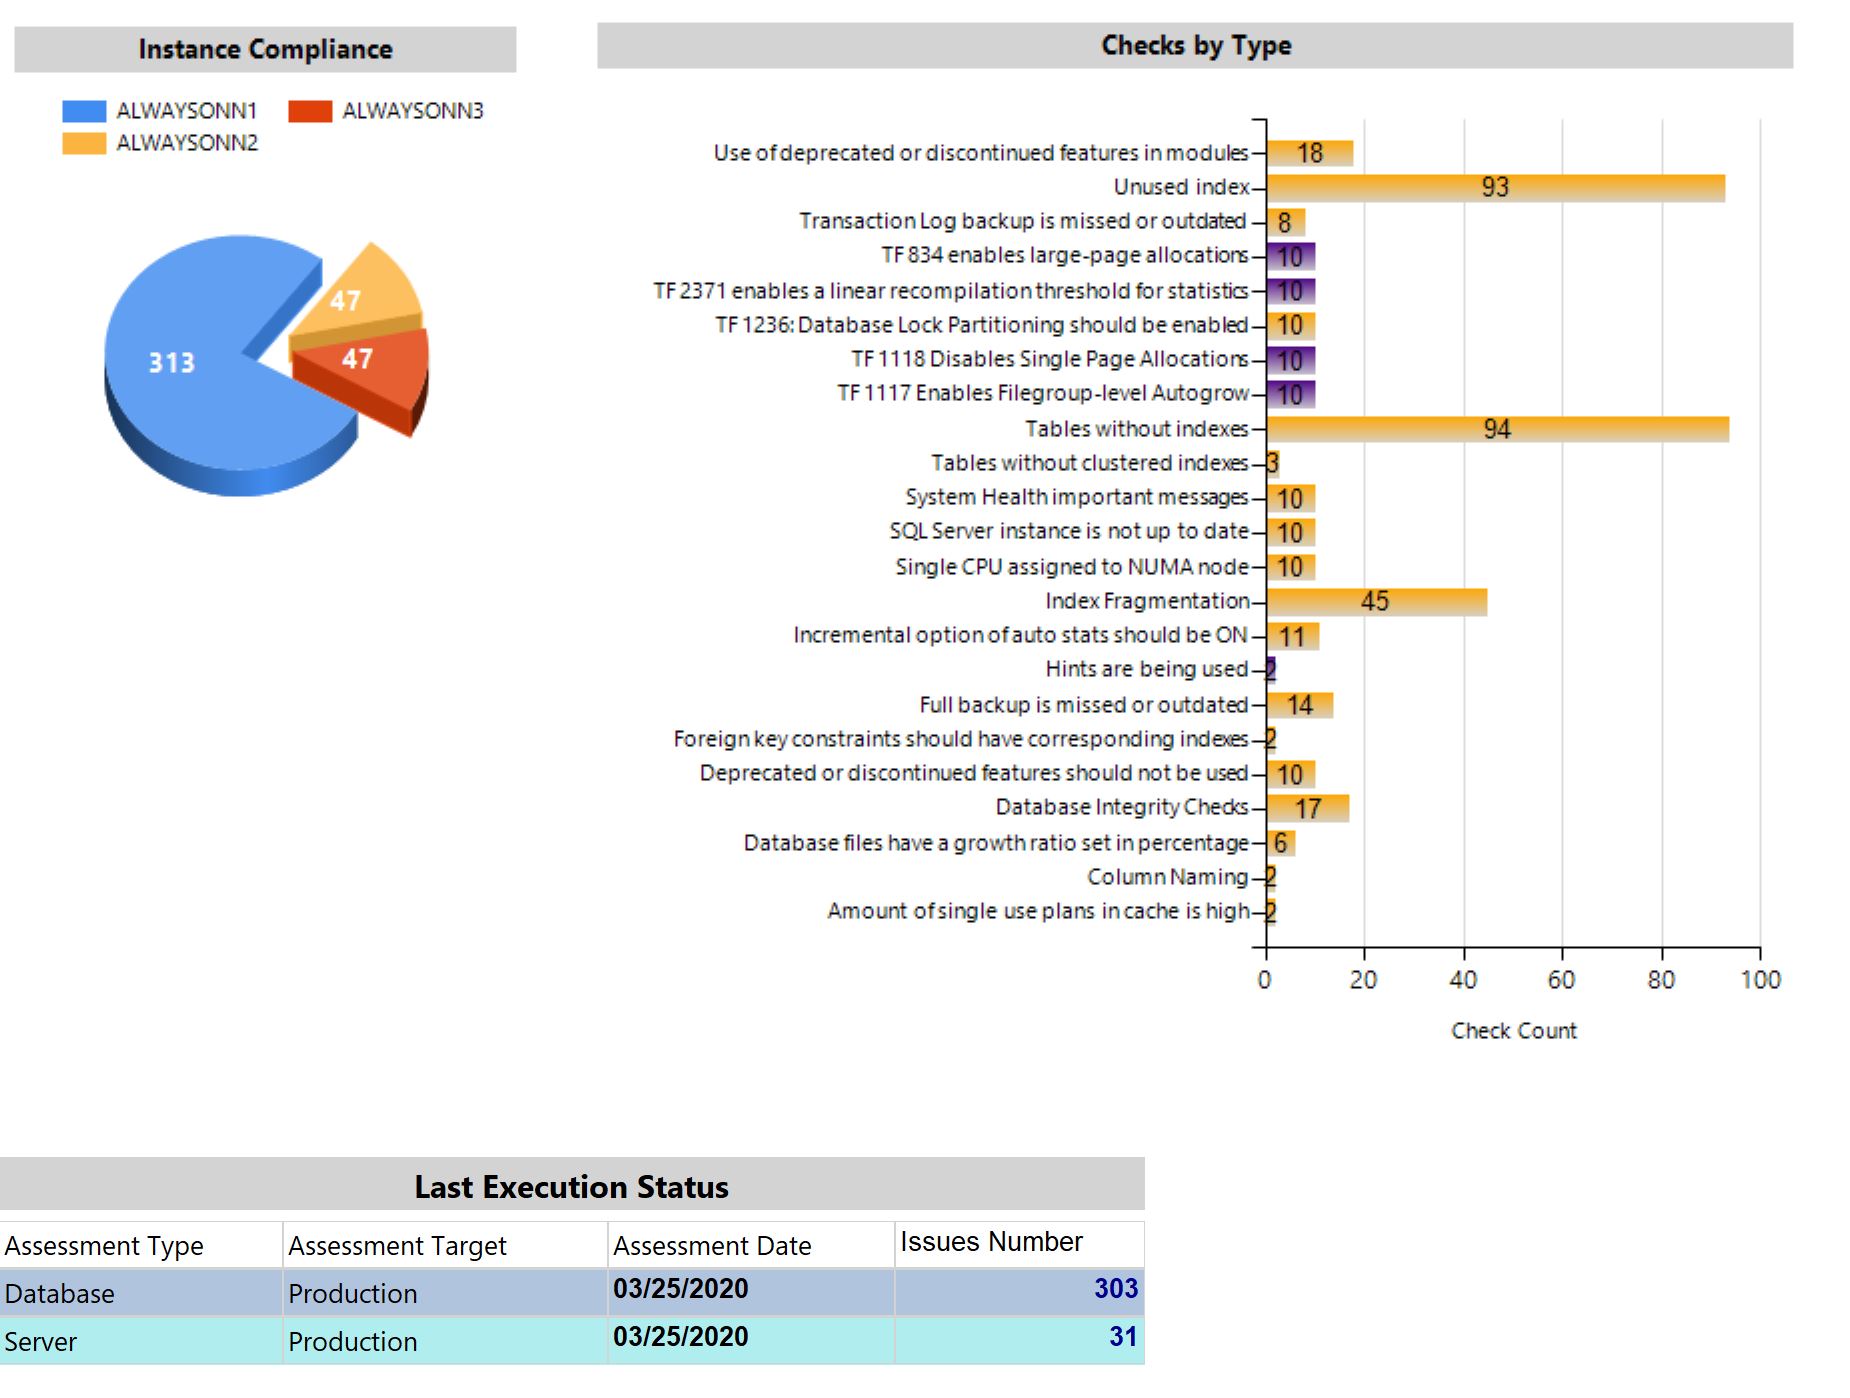 Instance Compliance
ALWAYSONN1
ALWAYSONN3
ALWAYSONN2
47
313
47
Checks by Type
Use of deprecated or discontinued features in modules 18
Unused index 93
Transaction Log backup is missed or outdated 8
TF 834 enables large-page allocations 10
TF 2371 enables a linear recompilation threshold for statistics 10
TF 1236: Database Lock Partitioning should be enabled 10
TF 1118 Disables Single Page Allocations 10
TF 1117 Enables Filegroup-level Autogrow 10
Tables without indexes 94
Tables without clustered indexes 3
System Health important messages 10
SQL Server instance is not up to date 10
Single CPU assigned to NUMA node 10
Index Fragmentation 45
Incremental option of auto stats should be ON 11
Hints are being used 2
Full backup is missed or outdated 14
Foreign key constraints should have corresponding indexes 2
Deprecated or discontinued features should not be used 10
Database Integrity Checks 17
Database files have a growth ratio set in percentage 6
Column Naming 2
Amount of single use plans in cache is high 2
0 20 40 60 80 100
Check Count
Last Execution Status
Assessment Type Assessment Target Assessment Date Issues Number
Database Production 03/25/2020 303
Server Production 03/25/2020 31